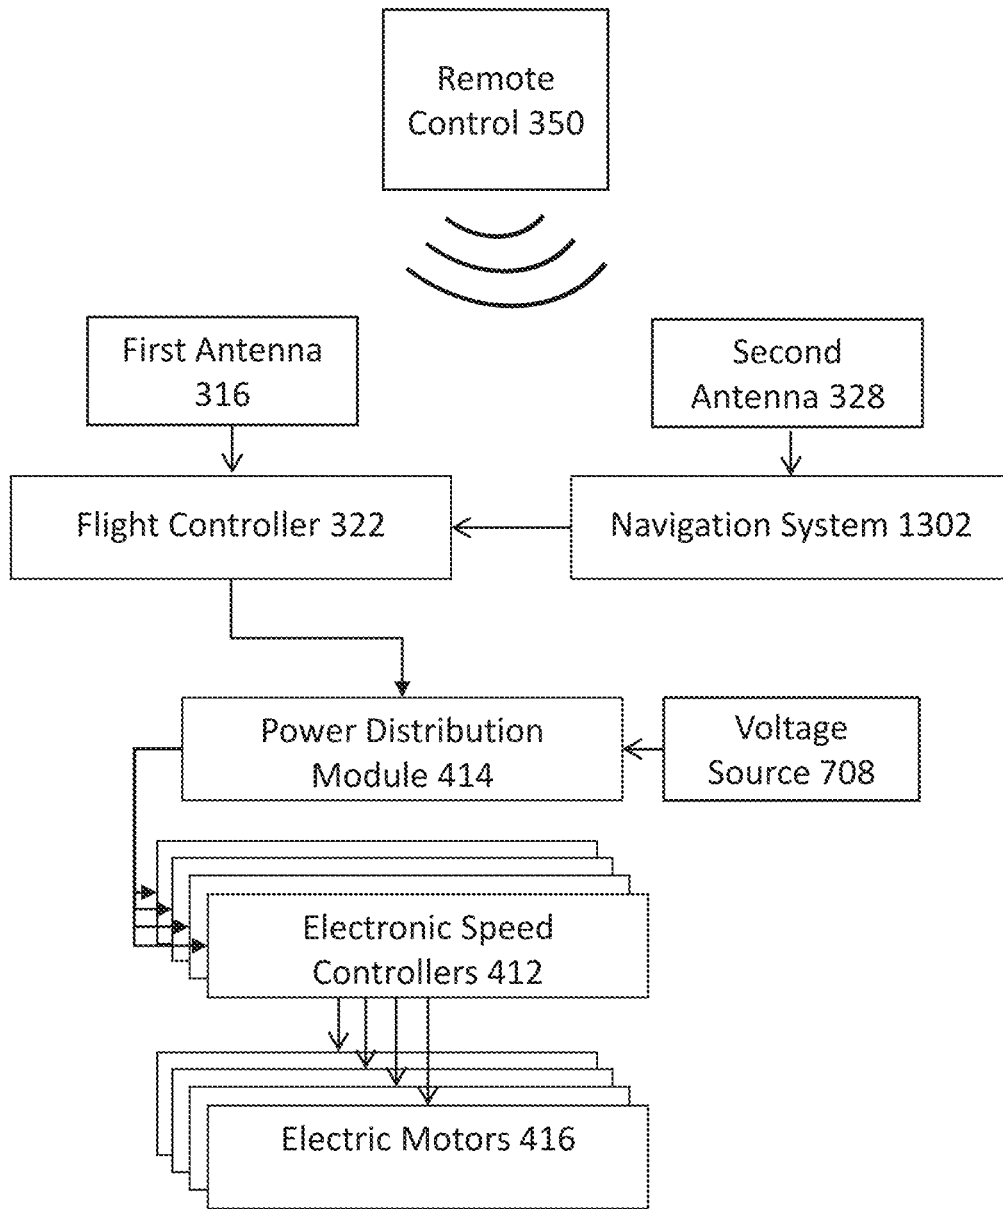 Remote
Control 350
First Antenna
316
Second
Antenna 328
Flight Controller 322
Navigation System 1302
Power Distribution
Module 414
Voltage
Source 708
Electronic Speed
Controllers 412
Electric Motors 416